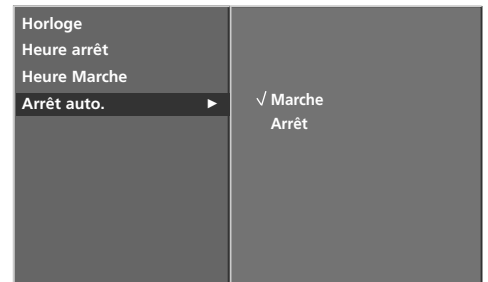 Horloge
Heure arrêt
Heure Marche
Arrêt auto. ►
√ Marche
Arrêt